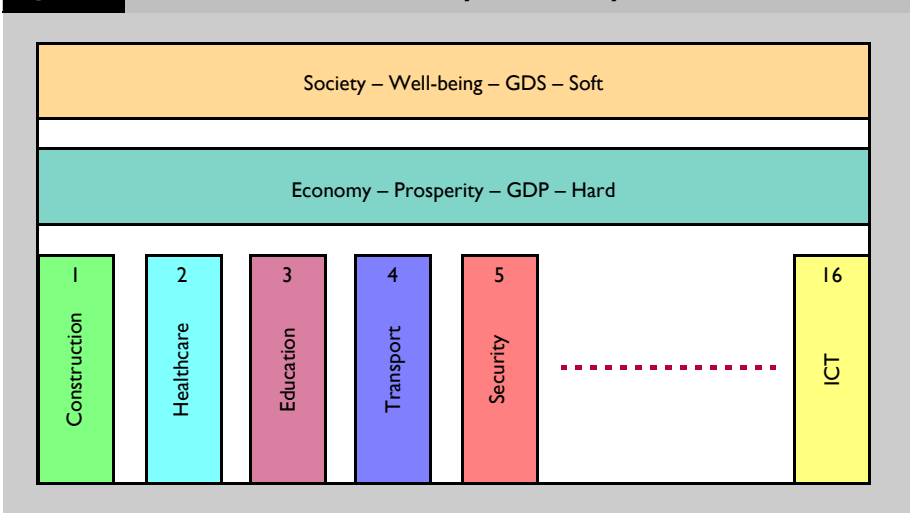 Society – Well-being – GDS – Soft
Economy – Prosperity – GDP – Hard
1
Construction
2
Healthcare
3
Education
4
Transport
5
Security
16
ICT